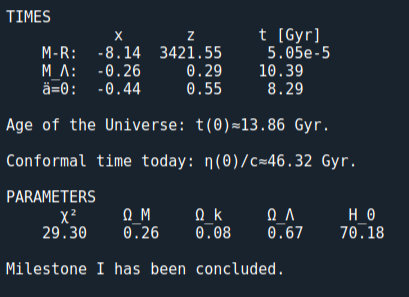 TIMES
x z t [Gyr]
M-R: -8.14 3421.55 5.05e-5
M_Λ: -0.26 0.29 10.39
ä=0: -0.44 0.55 8.29
Age of the Universe: t(0)≈13.86 Gyr.
Conformal time today: η(0)/c≈46.32 Gyr.
PARAMETERS
χ² Ω_M Ω_k Ω_Λ H_0
29.30 0.26 0.08 0.67 70.18
Milestone I has been concluded.